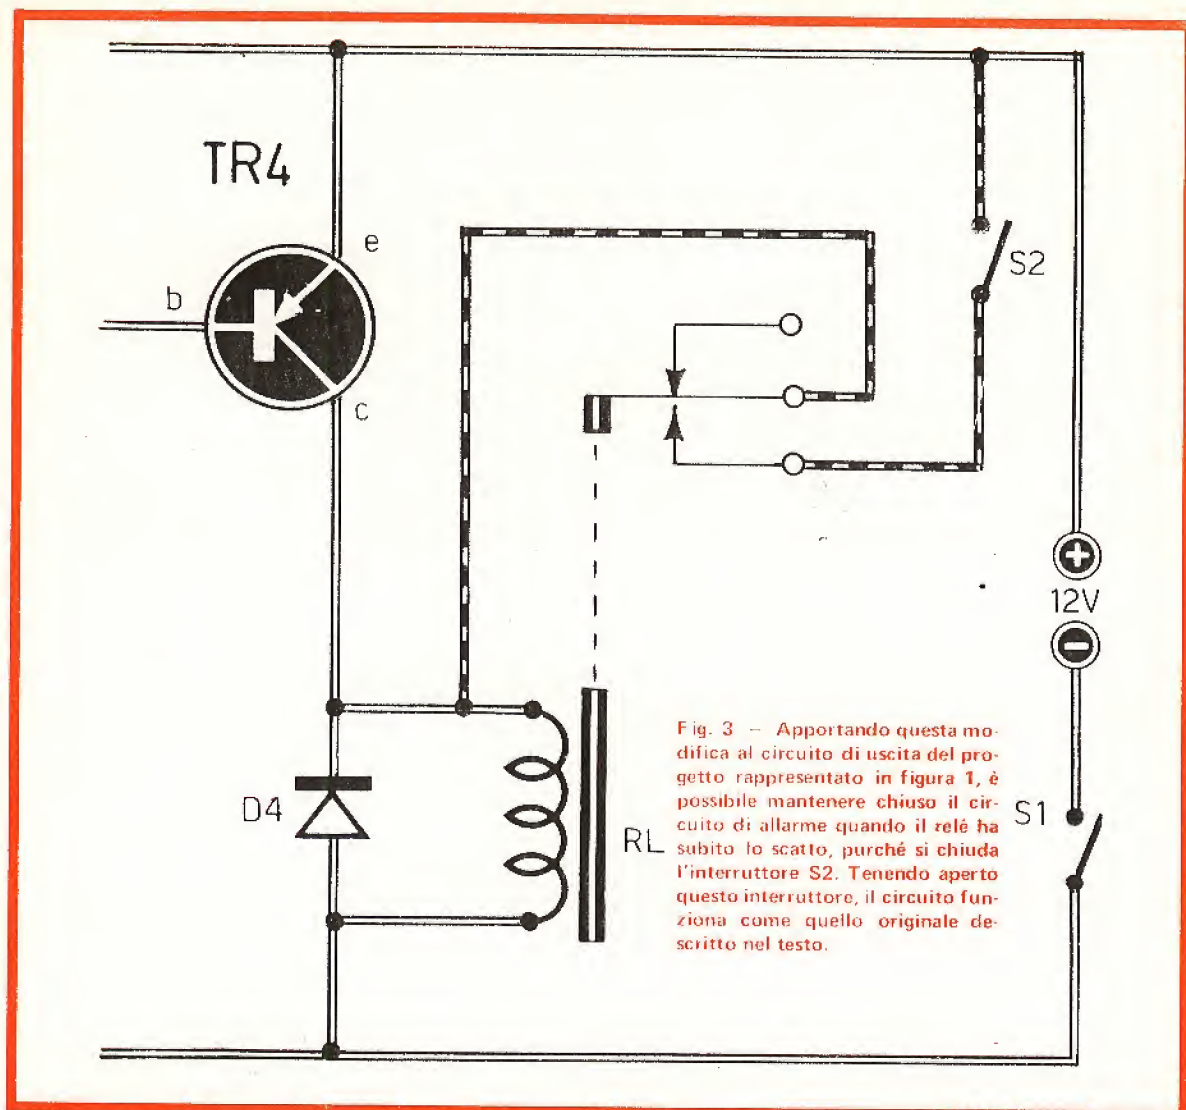 TR4
e
b
c
S2
+
12V
−
D4
RL
S1
Fig. 3 — Apportando questa mo-
difica al circuito di uscita del pro-
getto rappresentato in figura 1, è
possibile mantenere chiuso il cir-
cuito di allarme quando il relé ha
subito lo scatto, purché si chiuda
l'interruttore S2. Tenendo aperto
questo interruttore, il circuito fun-
ziona come quello originale de-
scritto nel testo.